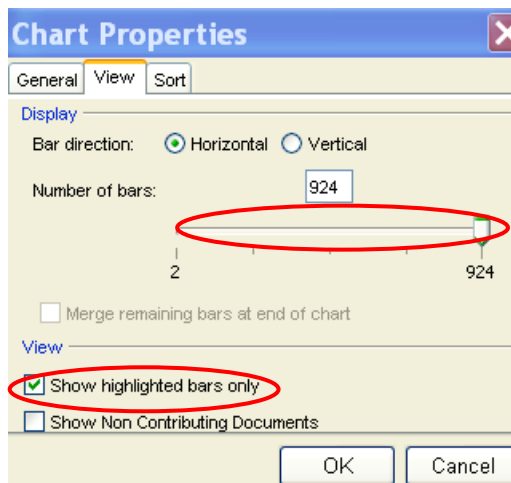 Chart Properties
General View Sort
Display
Bar direction: Horizontal Vertical
Number of bars: 924
2 924
Merge remaining bars at end of chart
View
Show highlighted bars only
Show Non Contributing Documents
OK Cancel